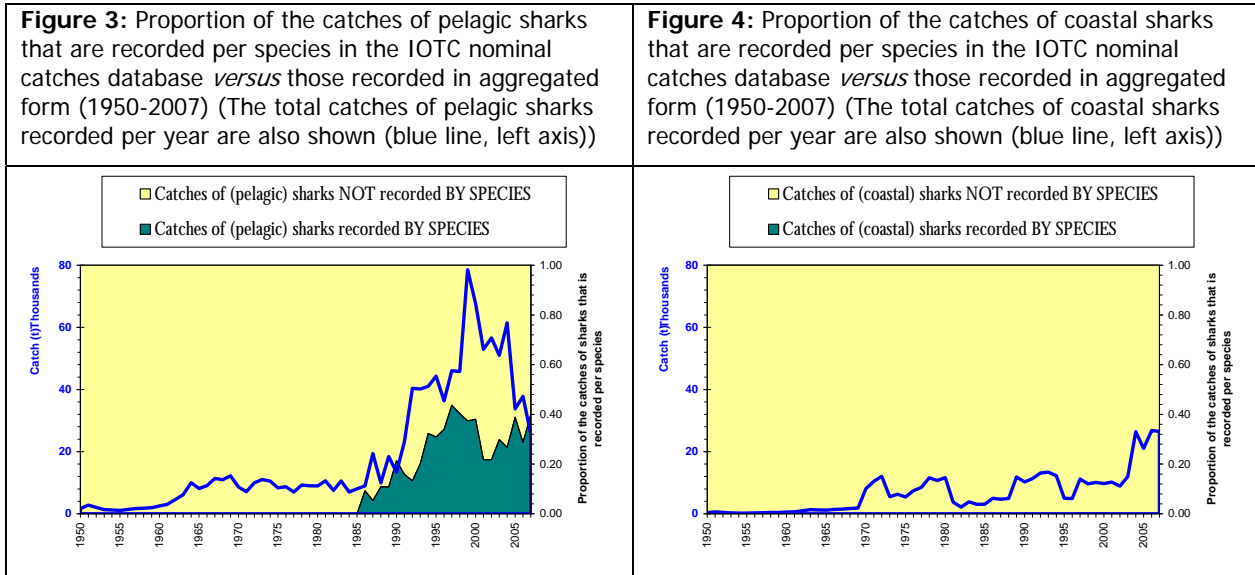 Figure 3: Proportion of the catches of pelagic sharks
that are recorded per species in the IOTC nominal
catches database versus those recorded in aggregated
form (1950-2007) (The total catches of pelagic sharks
recorded per year are also shown (blue line, left axis))
Figure 4: Proportion of the catches of coastal sharks
that are recorded per species in the IOTC nominal
catches database versus those recorded in aggregated
form (1950-2007) (The total catches of coastal sharks
recorded per year are also shown (blue line, left axis))
Catches of (pelagic) sharks NOT recorded BY SPECIES
Catches of (pelagic) sharks recorded BY SPECIES
80
60
40
20
0
Catch (t)Thousands
1.00
0.80
0.60
0.40
0.20
0.00
Proportion of the catches of sharks that is
recorded per species
1950
1955
1960
1965
1970
1975
1980
1985
1990
1995
2000
2005
Catches of (coastal) sharks NOT recorded BY SPECIES
Catches of (coastal) sharks recorded BY SPECIES
80
60
40
20
0
Catch (t)Thousands
1.00
0.80
0.60
0.40
0.20
0.00
Proportion of the catches of sharks that is
recorded per species
1950
1955
1960
1965
1970
1975
1980
1985
1990
1995
2000
2005